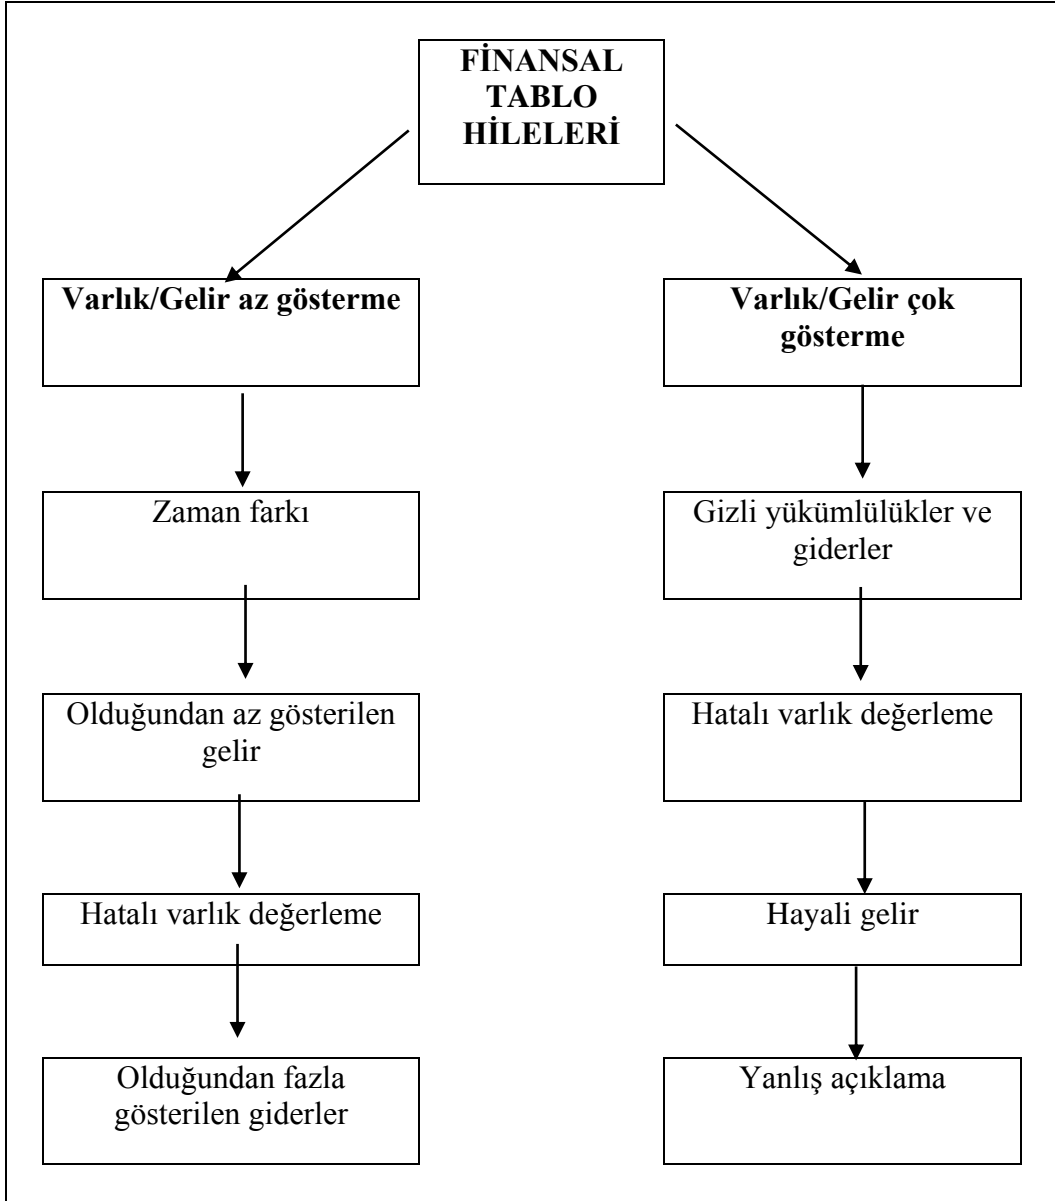 FİNANSAL
TABLO
HİLELERİ
Varlık/Gelir az gösterme
Varlık/Gelir çok
gösterme
Zaman farkı
Gizli yükümlülükler ve
giderler
Olduğundan az gösterilen
gelir
Hatalı varlık değerleme
Hatalı varlık değerleme
Hayali gelir
Olduğundan fazla
gösterilen giderler
Yanlış açıklama